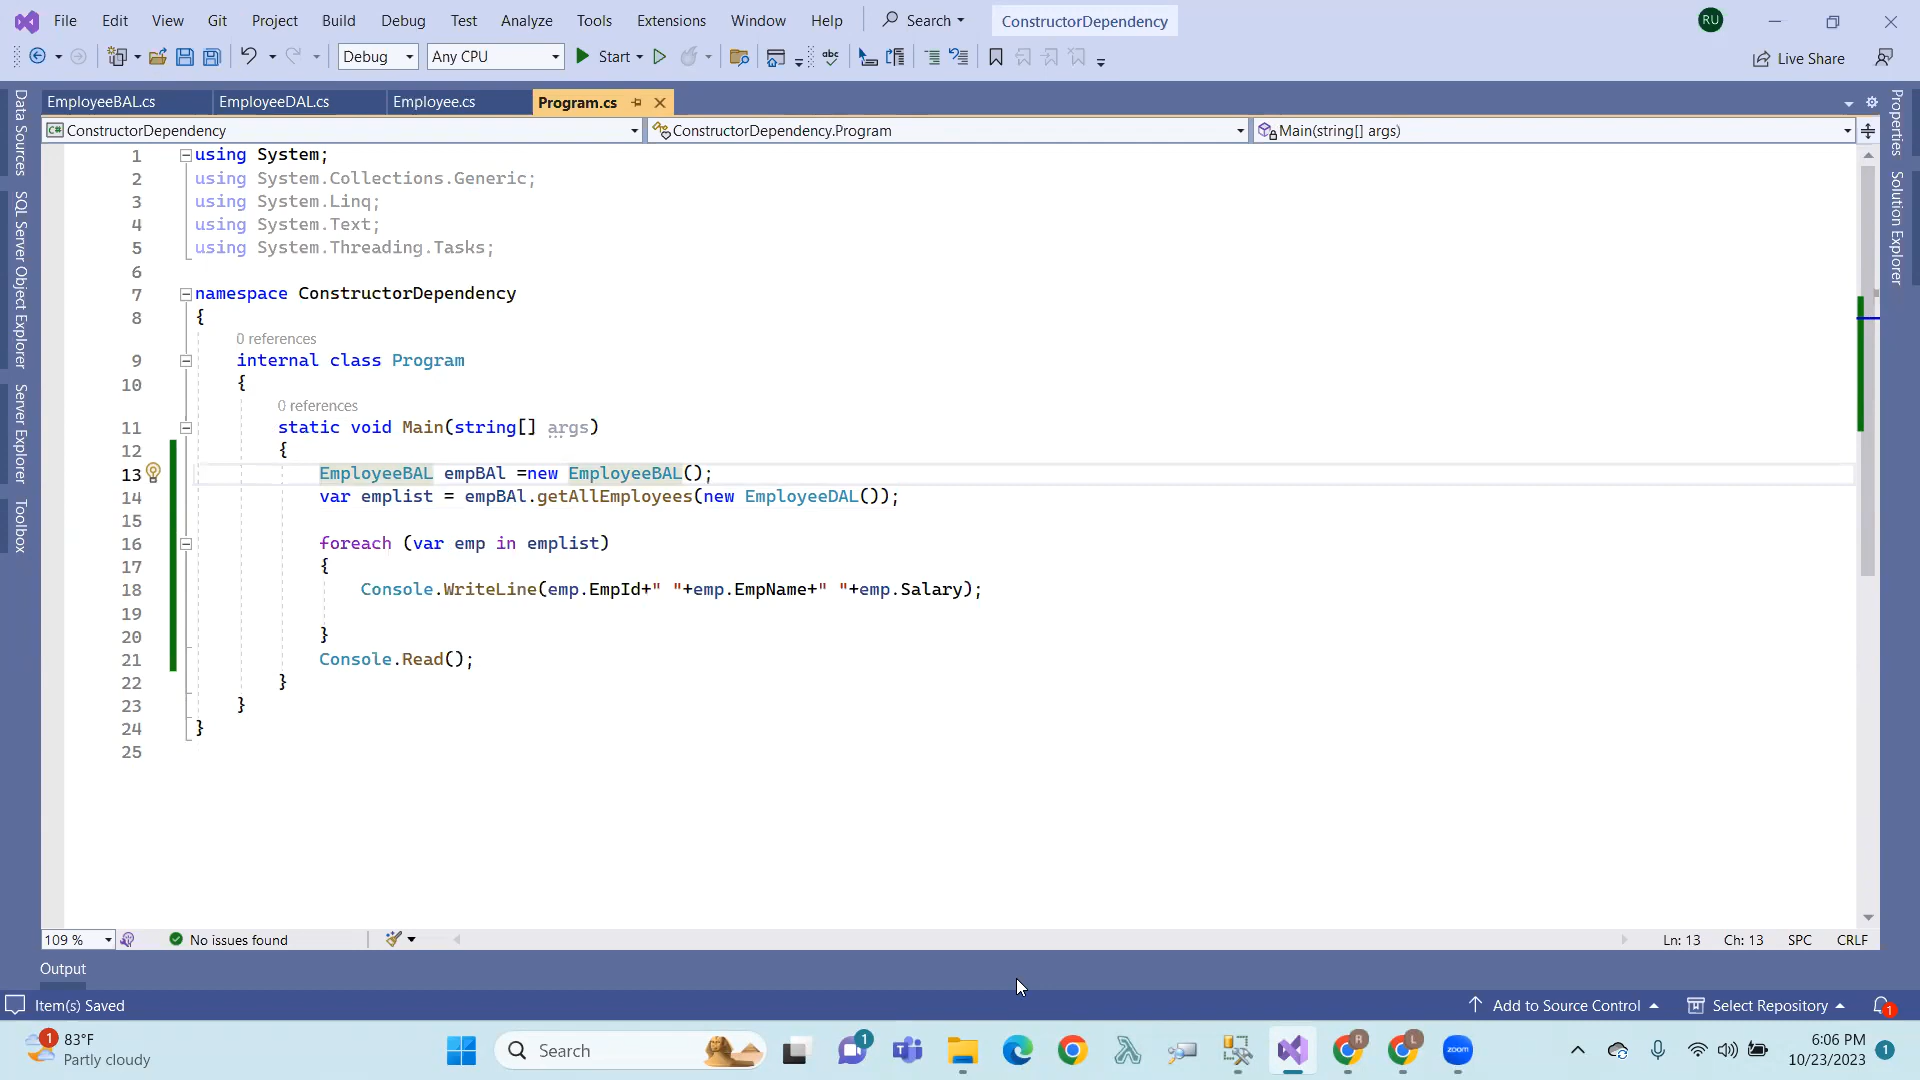 File Edit View Git Project Build Debug Test Analyze Tools Extensions Window Help Search ConstructorDependency RU
Debug Any CPU Start abc Live Share
EmployeeBAL.cs EmployeeDAL.cs Employee.cs Program.cs
C# ConstructorDependency ConstructorDependency.Program Main(string[] args)
Data Sources
SQL Server Object Explorer
Server Explorer
Toolbox
1 using System;
2 using System.Collections.Generic;
3 using System.Linq;
4 using System.Text;
5 using System.Threading.Tasks;
6
7 namespace ConstructorDependency
8 {
0 references
9 internal class Program
10 {
0 references
11 static void Main(string[] args)
12 {
13 EmployeeBAL empBAl =new EmployeeBAL();
14 var emplist = empBAl.getAllEmployees(new EmployeeDAL());
15
16 foreach (var emp in emplist)
17 {
18 Console.WriteLine(emp.EmpId+" "+emp.EmpName+" "+emp.Salary);
19
20 }
21 Console.Read();
22 }
23 }
24 }
25
Properties
Solution Explorer
109 % No issues found Ln: 13 Ch: 13 SPC CRLF
Output
Item(s) Saved Add to Source Control Select Repository 1
1 83°F
Partly cloudy
Search 1 R L zoom
6:06 PM
10/23/2023 1